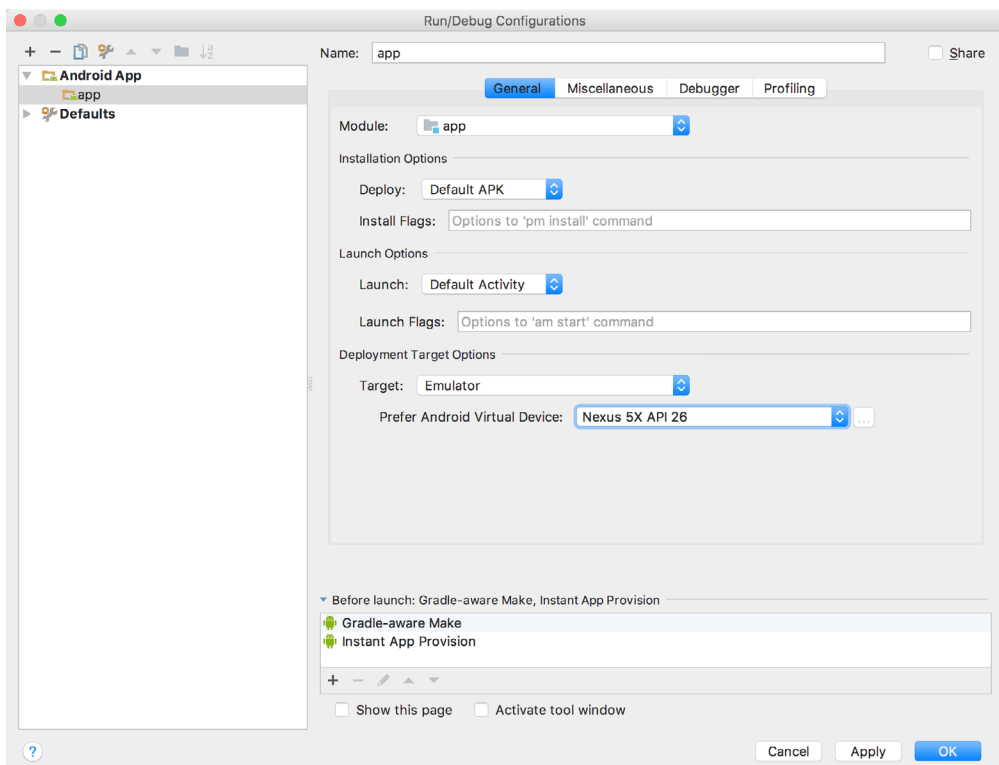 Run/Debug Configurations
Name: app Share
Android App
app
Defaults
General Miscellaneous Debugger Profiling
Module: app
Installation Options
Deploy: Default APK
Install Flags: Options to 'pm install' command
Launch Options
Launch: Default Activity
Launch Flags: Options to 'am start' command
Deployment Target Options
Target: Emulator
Prefer Android Virtual Device: Nexus 5X API 26 ...
Before launch: Gradle-aware Make, Instant App Provision
Gradle-aware Make
Instant App Provision
Show this page Activate tool window
? Cancel Apply OK